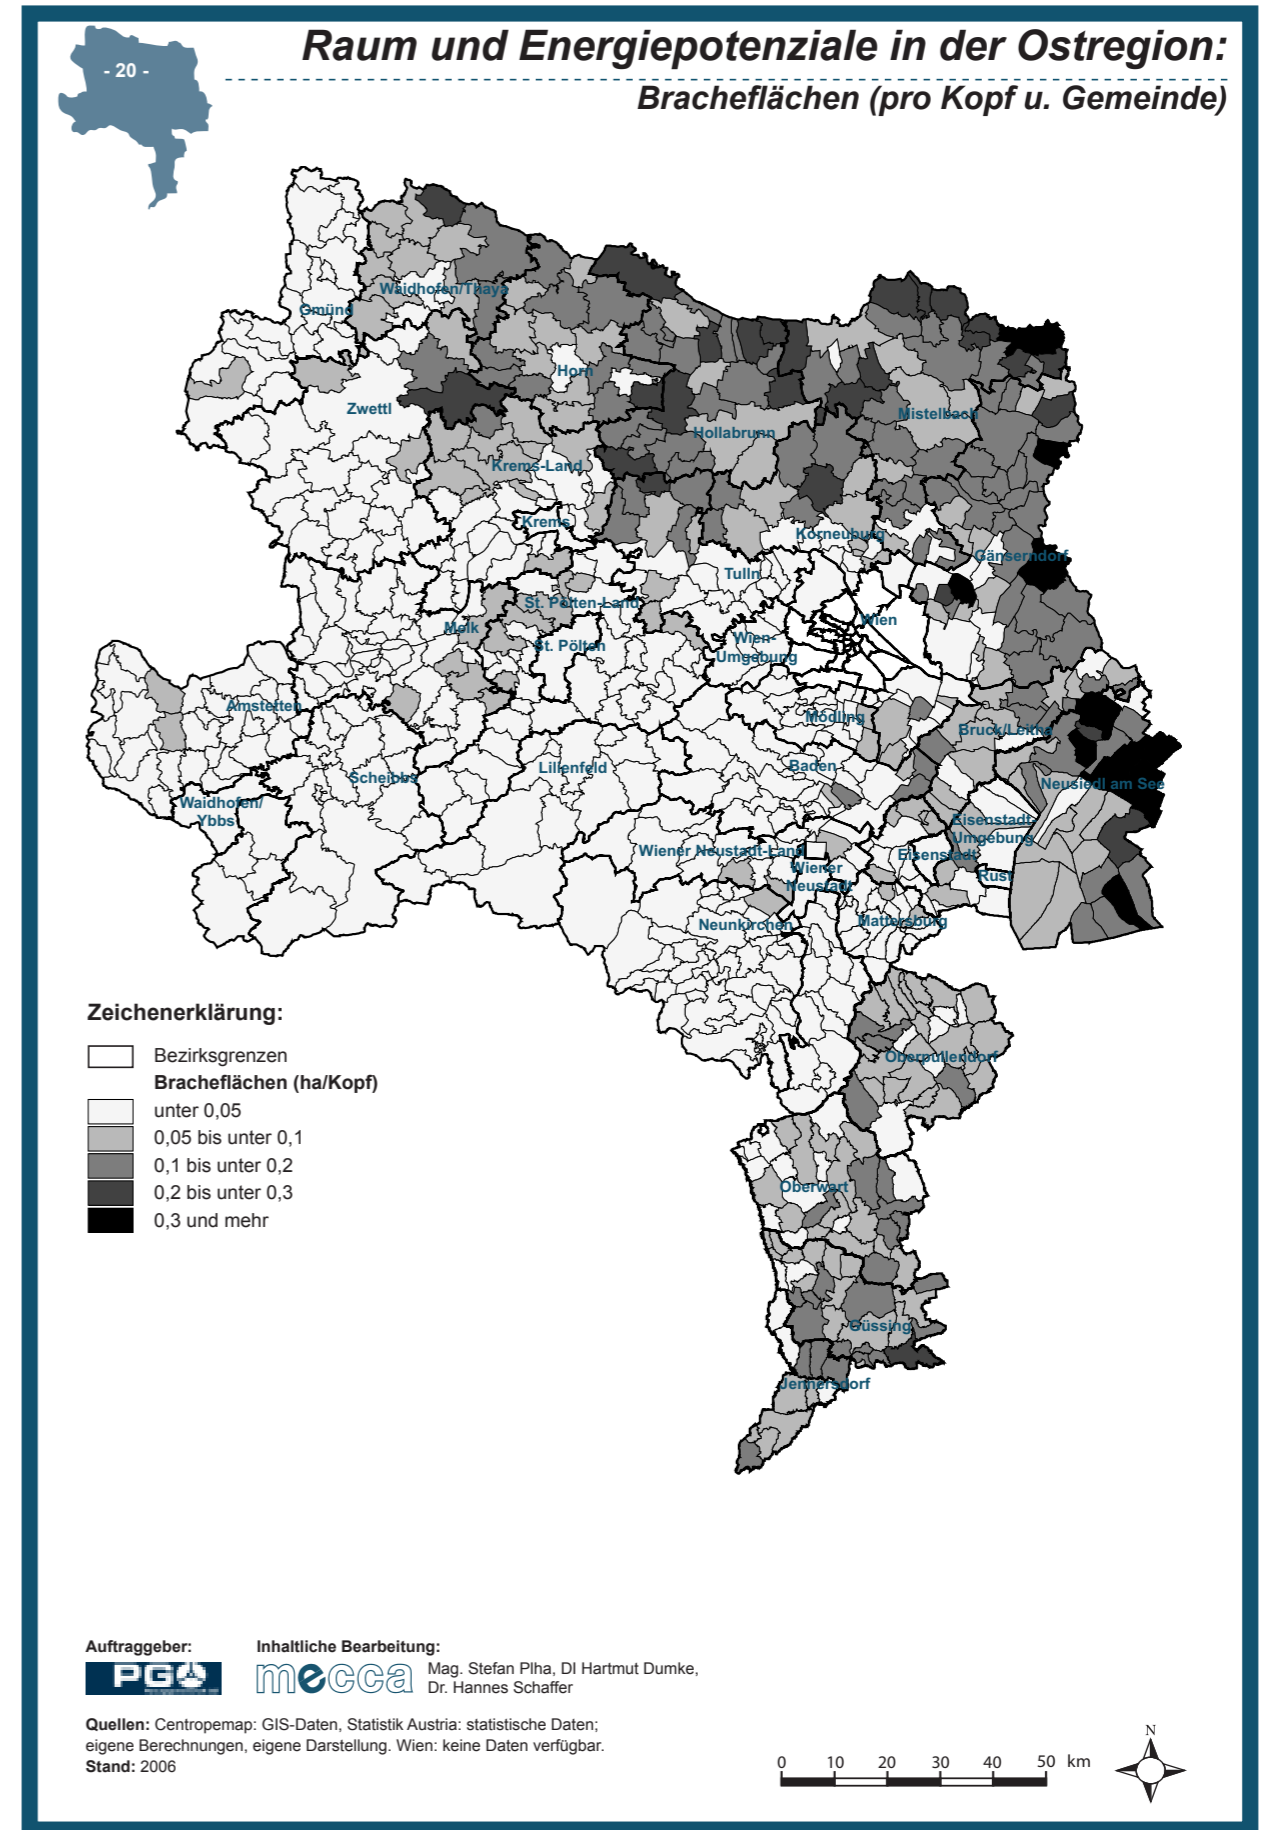 Raum und Energiepotenziale in der Ostregion:
- 20 -
Bracheflächen (pro Kopf u. Gemeinde)
Waidhofen/Thaya
Gmünd
Horn
Zwettl
Mistelbach
Hollabrunn
Krems-Land
Krems
Korneuburg
Gänserndorf
Tulln
St. Pölten-Land
Wien
Melk
St. Pölten
Wien-
Umgebung
Amstetten
Mödling
Bruck/Leitha
Scheibbs
Lilienfeld
Baden
Neusiedl am See
Waidhofen/
Ybbs
Eisenstadt-
Umgebung
Wiener Neustadt-Land
Eisenstadt
Wiener
Neustadt
Rust
Neunkirchen
Mattersburg
Zeichenerklärung:
Bezirksgrenzen
Bracheflächen (ha/Kopf)
unter 0,05
0,05 bis unter 0,1
0,1 bis unter 0,2
0,2 bis unter 0,3
0,3 und mehr
Oberpullendorf
Oberwart
Güssing
Jennersdorf
Auftraggeber:
PGO
Inhaltliche Bearbeitung:
mecca
Mag. Stefan Plha, DI Hartmut Dumke,
Dr. Hannes Schaffer
Quellen: Centropemap: GIS-Daten, Statistik Austria: statistische Daten;
eigene Berechnungen, eigene Darstellung. Wien: keine Daten verfügbar.
Stand: 2006
0 10 20 30 40 50 km
N